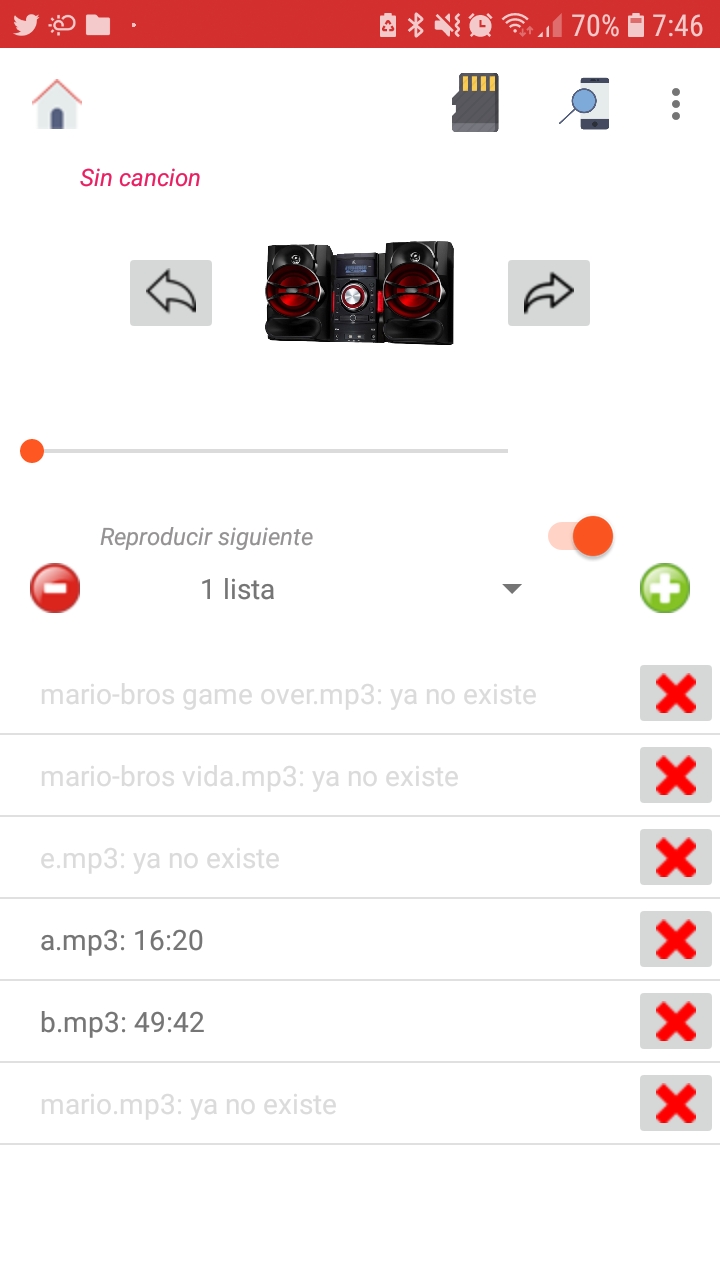 70% 7:46
Sin cancion
Reproducir siguiente
1 lista
mario-bros game over.mp3: ya no existe
mario-bros vida.mp3: ya no existe
e.mp3: ya no existe
a.mp3: 16:20
b.mp3: 49:42
mario.mp3: ya no existe